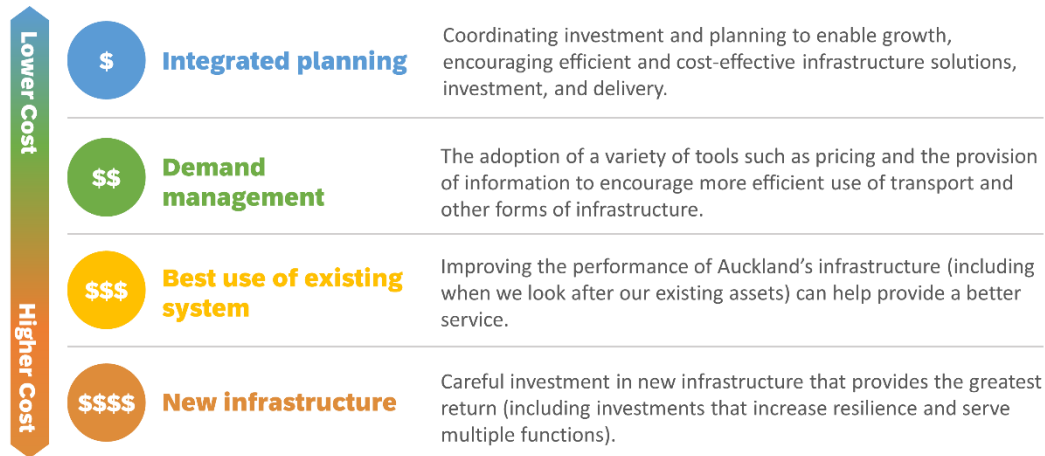 Lower Cost
$
Integrated planning
Coordinating investment and planning to enable growth,
encouraging efficient and cost-effective infrastructure solutions,
investment, and delivery.
$$
Demand
management
The adoption of a variety of tools such as pricing and the provision
of information to encourage more efficient use of transport and
other forms of infrastructure.
$$$
Best use of existing
system
Improving the performance of Auckland’s infrastructure (including
when we look after our existing assets) can help provide a better
service.
Higher Cost
$$$$
New infrastructure
Careful investment in new infrastructure that provides the greatest
return (including investments that increase resilience and serve
multiple functions).